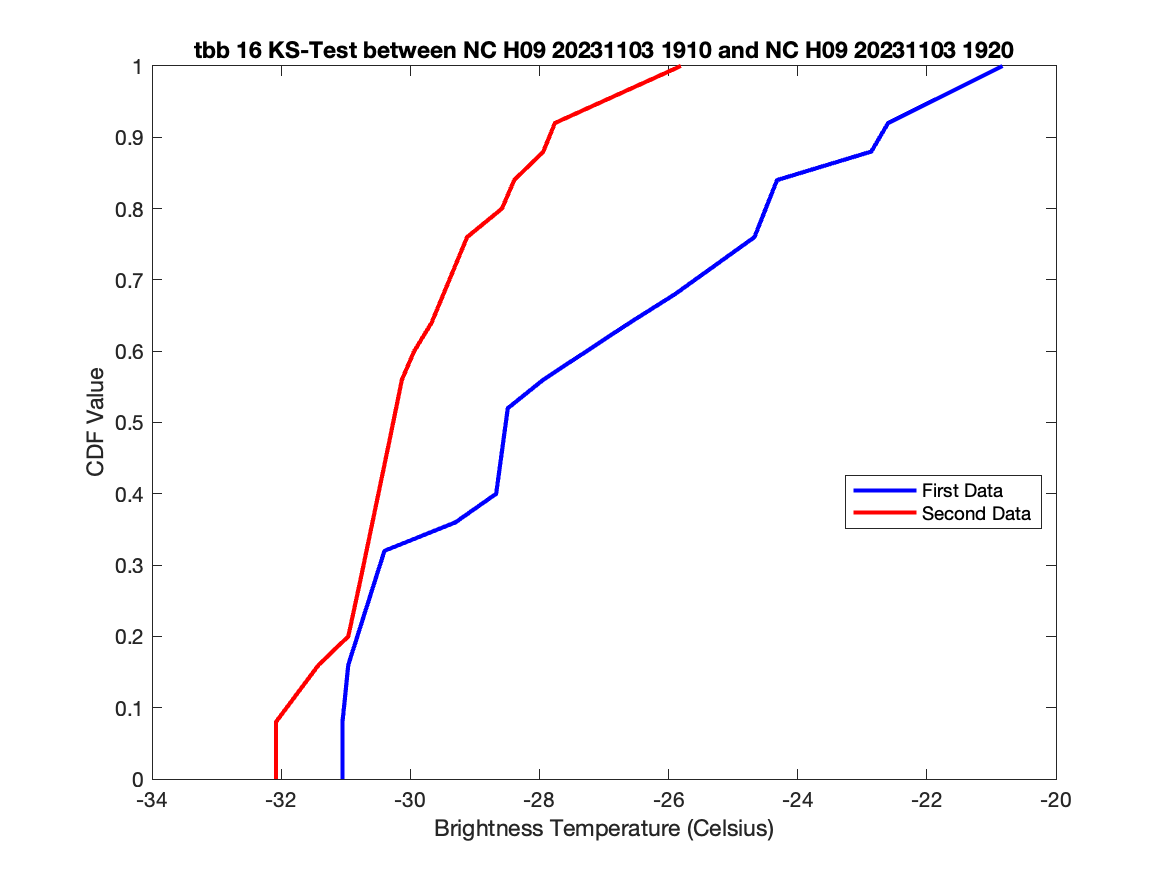 tbb 16 KS-Test between NC H09 20231103 1910 and NC H09 20231103 1920
1
0.9
0.8
0.7
0.6
0.5
0.4
0.3
0.2
0.1
0
CDF Value
First Data
Second Data
-34 -32 -30 -28 -26 -24 -22 -20
Brightness Temperature (Celsius)